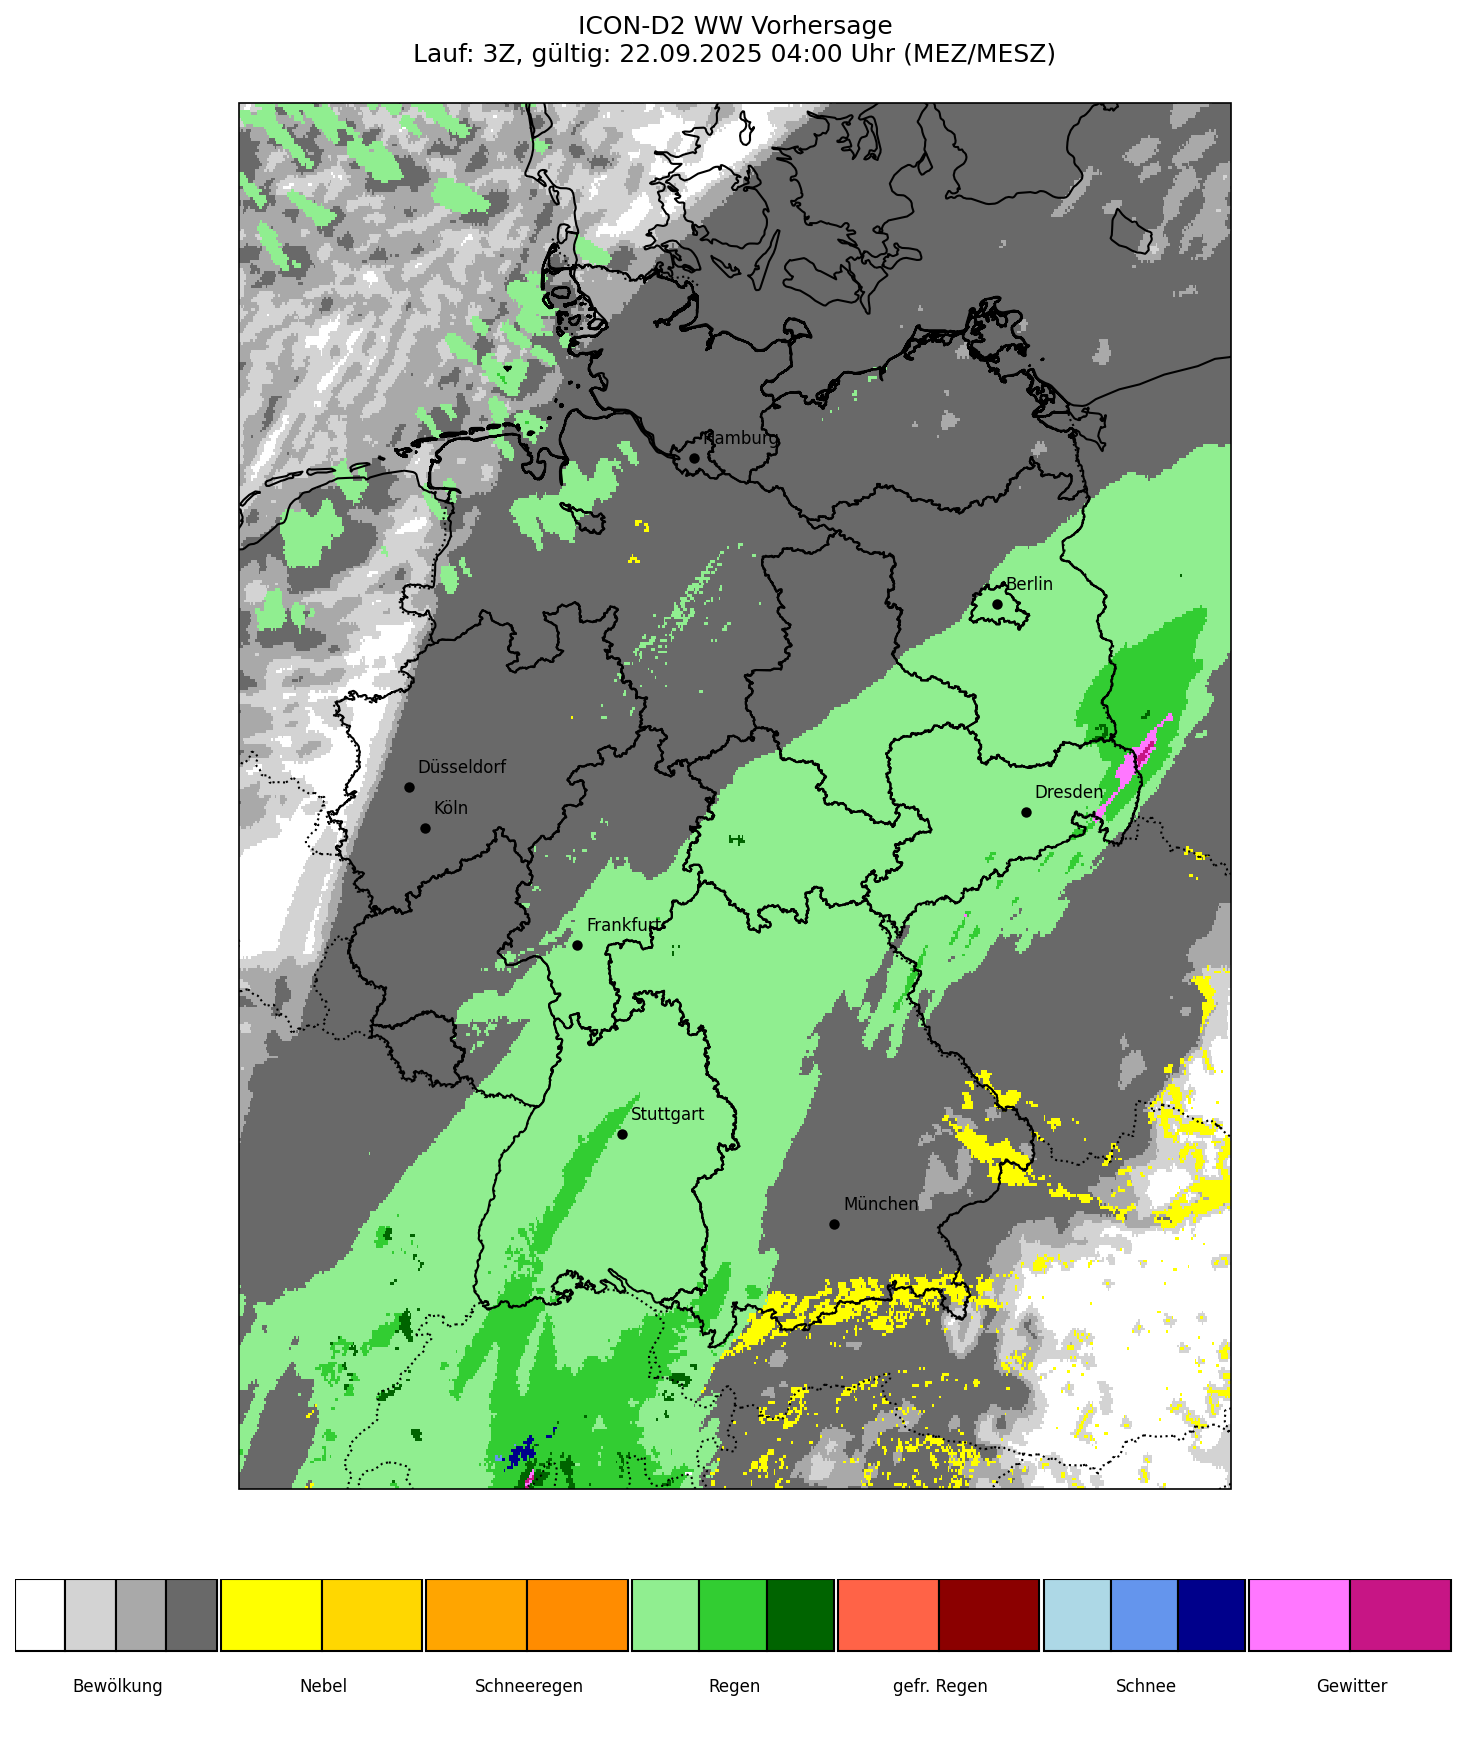 ICON-D2 WW Vorhersage
Lauf: 3Z, gültig: 22.09.2025 04:00 Uhr (MEZ/MESZ)
Hamburg
Berlin
Düsseldorf
Köln
Dresden
Frankfurt
Stuttgart
München
Bewölkung
Nebel
Schneeregen
Regen
gefr. Regen
Schnee
Gewitter